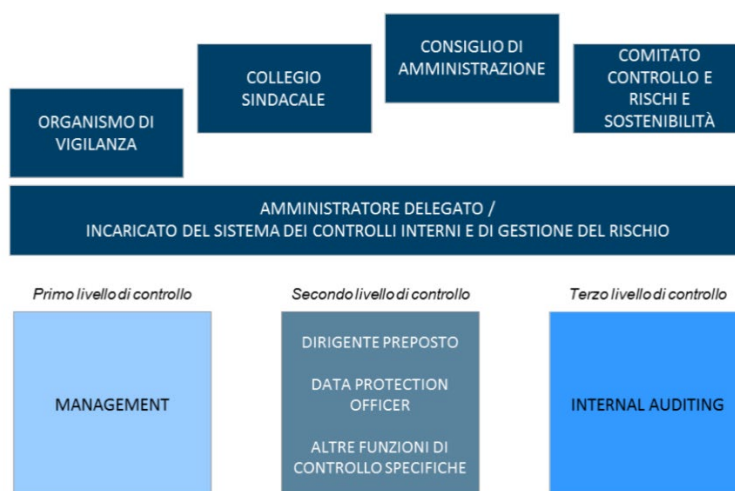 CONSIGLIO DI
AMMINISTRAZIONE
COLLEGIO
SINDACALE
COMITATO
CONTROLLO E
RISCHI E
SOSTENIBILITÀ
ORGANISMO DI
VIGILANZA
AMMINISTRATORE DELEGATO /
INCARICATO DEL SISTEMA DEI CONTROLLI INTERNI E DI GESTIONE DEL RISCHIO
Primo livello di controllo
Secondo livello di controllo
Terzo livello di controllo
MANAGEMENT
DIRIGENTE PREPOSTO
DATA PROTECTION
OFFICER
ALTRE FUNZIONI DI
CONTROLLO SPECIFICHE
INTERNAL AUDITING